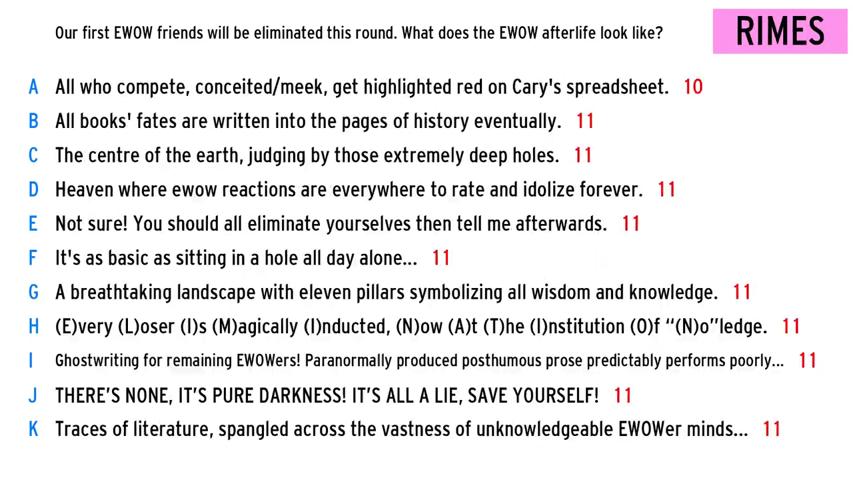 Our first EWOW friends will be eliminated this round. What does the EWOW afterlife look like?
RIMES
A All who compete, conceited/meek, get highlighted red on Cary's spreadsheet. 10
B All books' fates are written into the pages of history eventually. 11
C The centre of the earth, judging by those extremely deep holes. 11
D Heaven where ewow reactions are everywhere to rate and idolize forever. 11
E Not sure! You should all eliminate yourselves then tell me afterwards. 11
F It's as basic as sitting in a hole all day alone... 11
G A breathtaking landscape with eleven pillars symbolizing all wisdom and knowledge. 11
H (E)very (L)oser (I)s (M)agically (I)nducted, (N)ow (A)t (T)he (I)nstitution (O)f “(N)o”ledge. 11
I Ghostwriting for remaining EWOWers! Paranormally produced posthumous prose predictably performs poorly... 11
J THERE’S NONE, IT’S PURE DARKNESS! IT’S ALL A LIE, SAVE YOURSELF! 11
K Traces of literature, spangled across the vastness of unknowledgeable EWOWer minds... 11